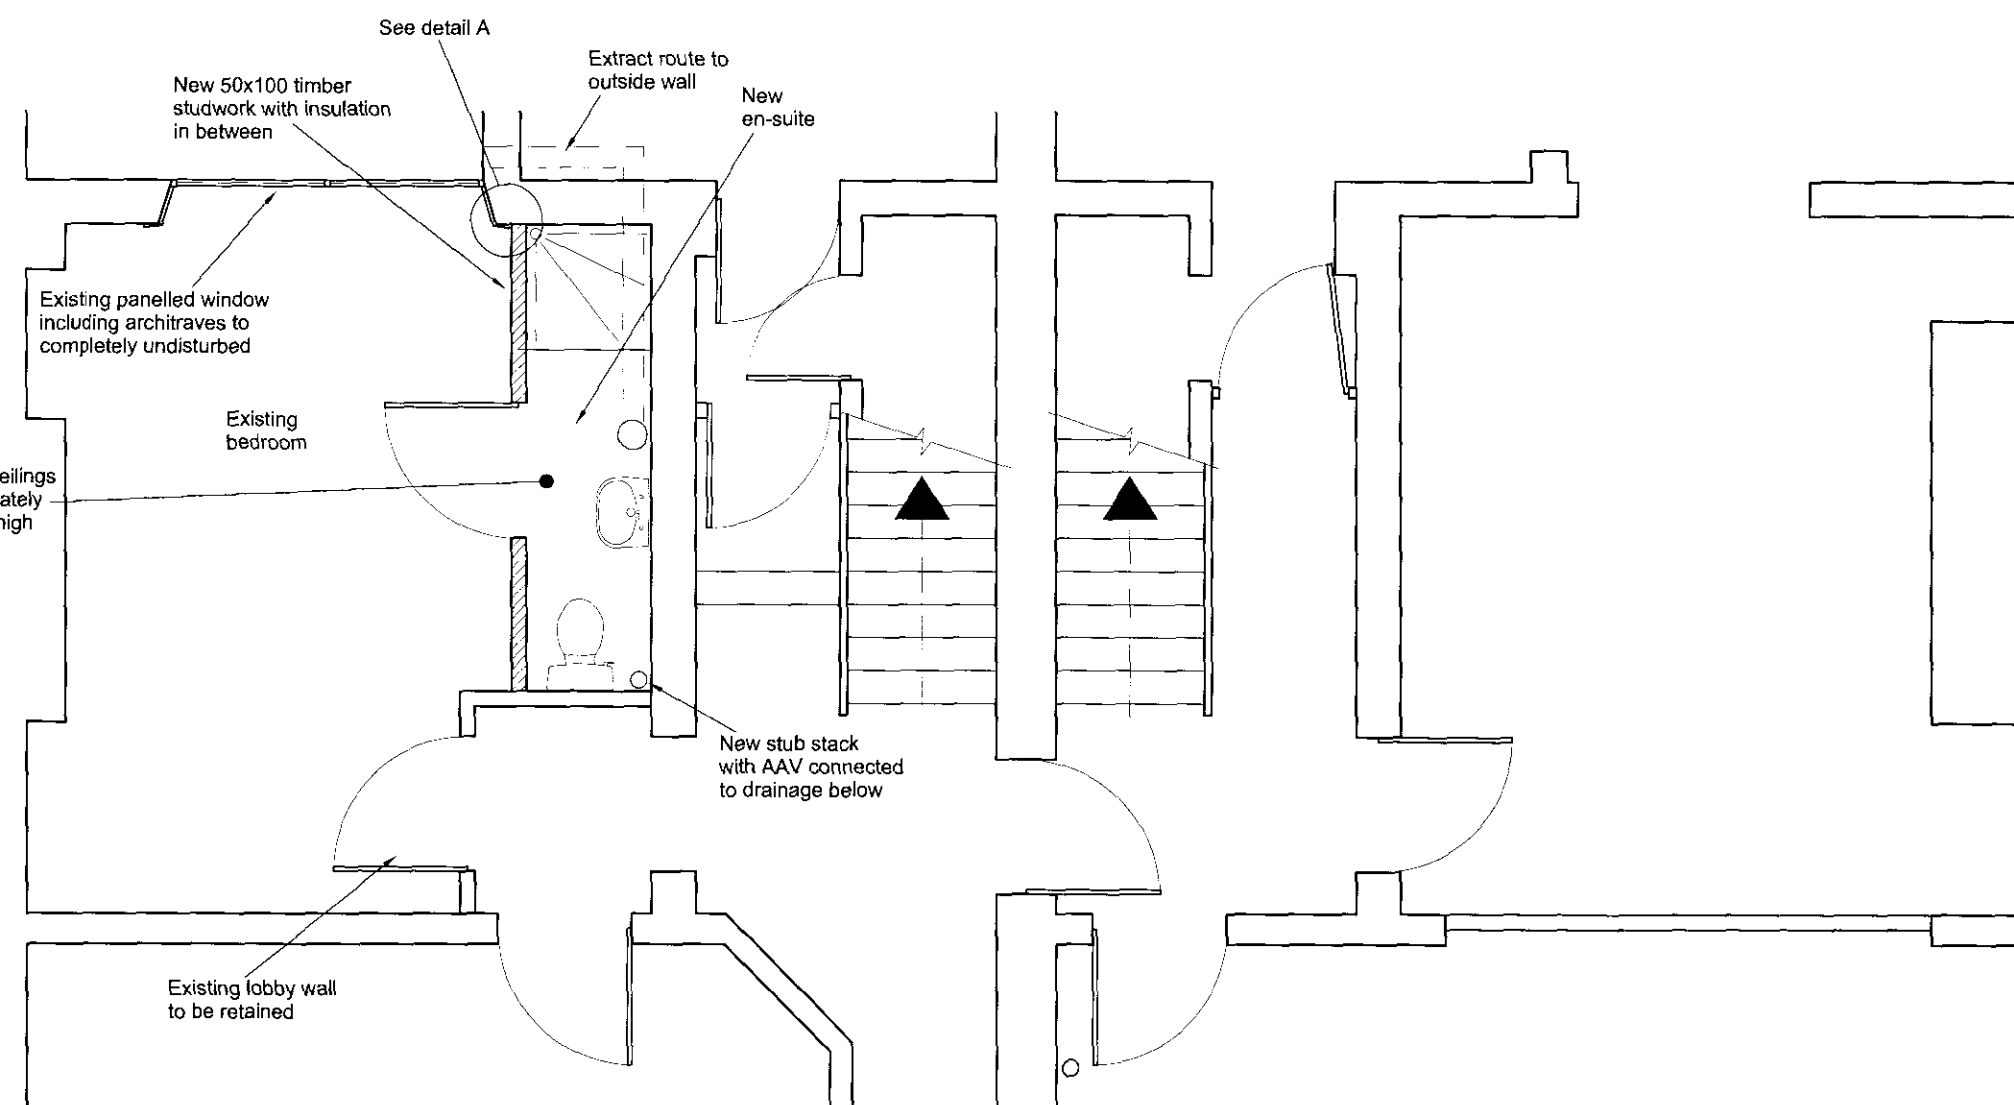 See detail A
Extract route to
outside wall
New 50x100 timber
studwork with insulation
in between
New
en-suite
Existing panelled window
including architraves to
completely undisturbed
Existing
bedroom
eilings
ately
high
New stub stack
with AAV connected
to drainage below
Existing lobby wall
to be retained